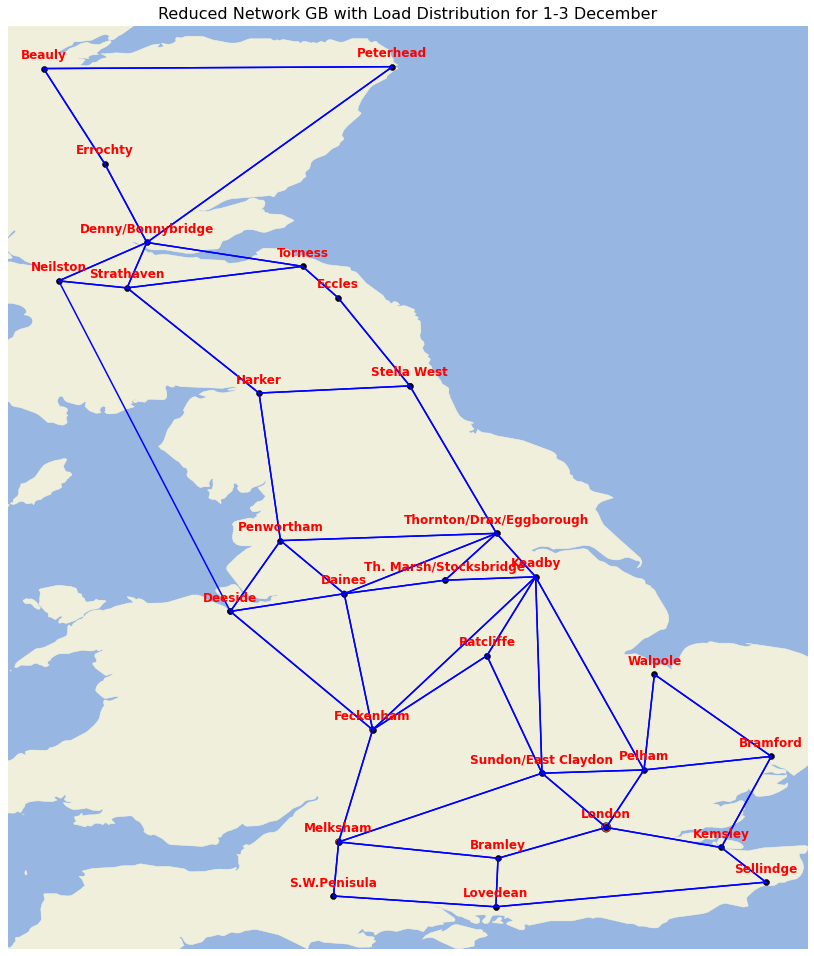 Reduced Network GB with Load Distribution for 1-3 December
Beauly
Peterhead
Errochty
Denny/Bonnybridge
Torness
Neilston
Strathaven
Eccles
Harker
Stella West
Thornton/Drax/Eggborough
Penwortham
Th. Marsh/Stocksbridge
Keadby
Daines
Deeside
Ratcliffe
Walpole
Feckenham
Bramford
Sundon/East Claydon
Pelham
London
Melksham
Kemsley
Bramley
Sellindge
S.W.Penisula
Lovedean